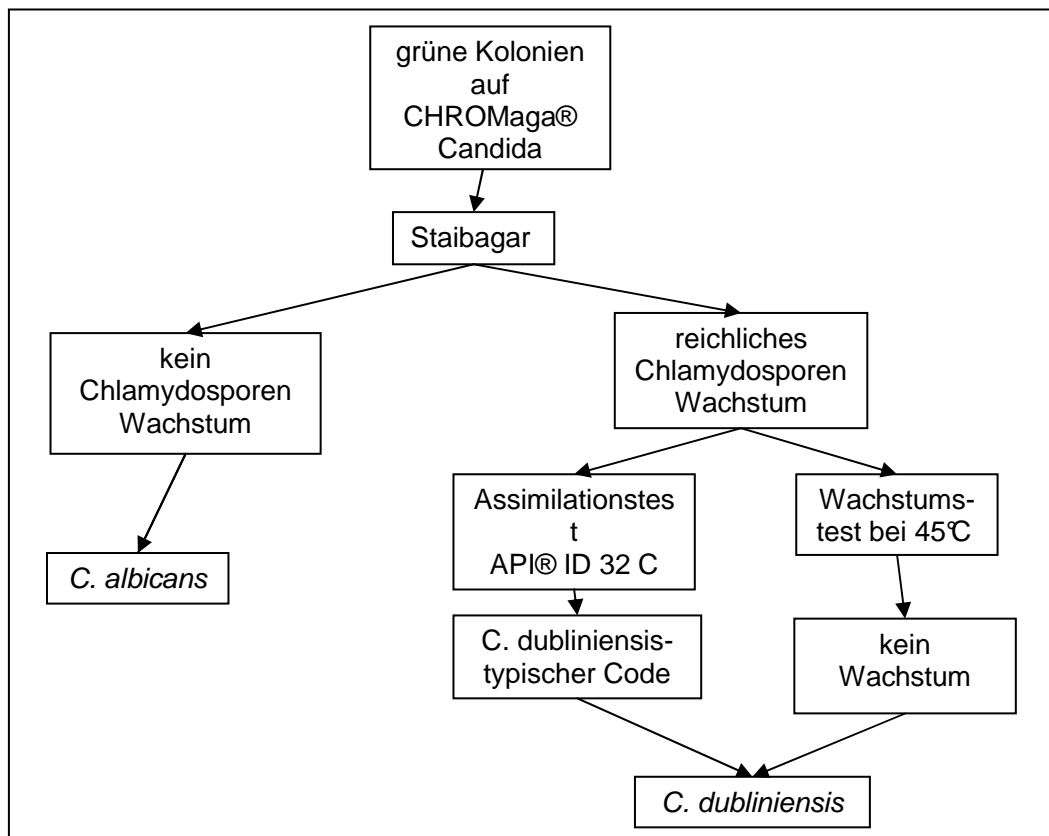 grüne Kolonien
auf
CHROMaga®
Candida
Staibagar
kein
Chlamydosporen
Wachstum
reichliches
Chlamydosporen
Wachstum
Assimilationstes
t
API® ID 32 C
Wachstums-
test bei 45°C
C. albicans
C. dubliniensis-
typischer Code
kein
Wachstum
C. dubliniensis